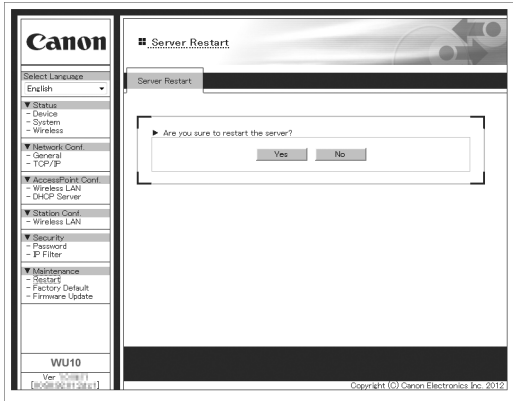 Canon
Select Language
English
▼ Status
- Device
- System
- Wireless
▼ Network Conf.
- General
- TCP/IP
▼ AccessPoint Conf.
- Wireless LAN
- DHCP Server
▼ Station Conf.
- Wireless LAN
▼ Security
- Password
- IP Filter
▼ Maintenance
- Restart
- Factory Default
- Firmware Update
WU10
Ver
Server Restart
Server Restart
▶ Are you sure to restart the server?
Yes No
Copyright (C) Canon Electronics Inc. 2012